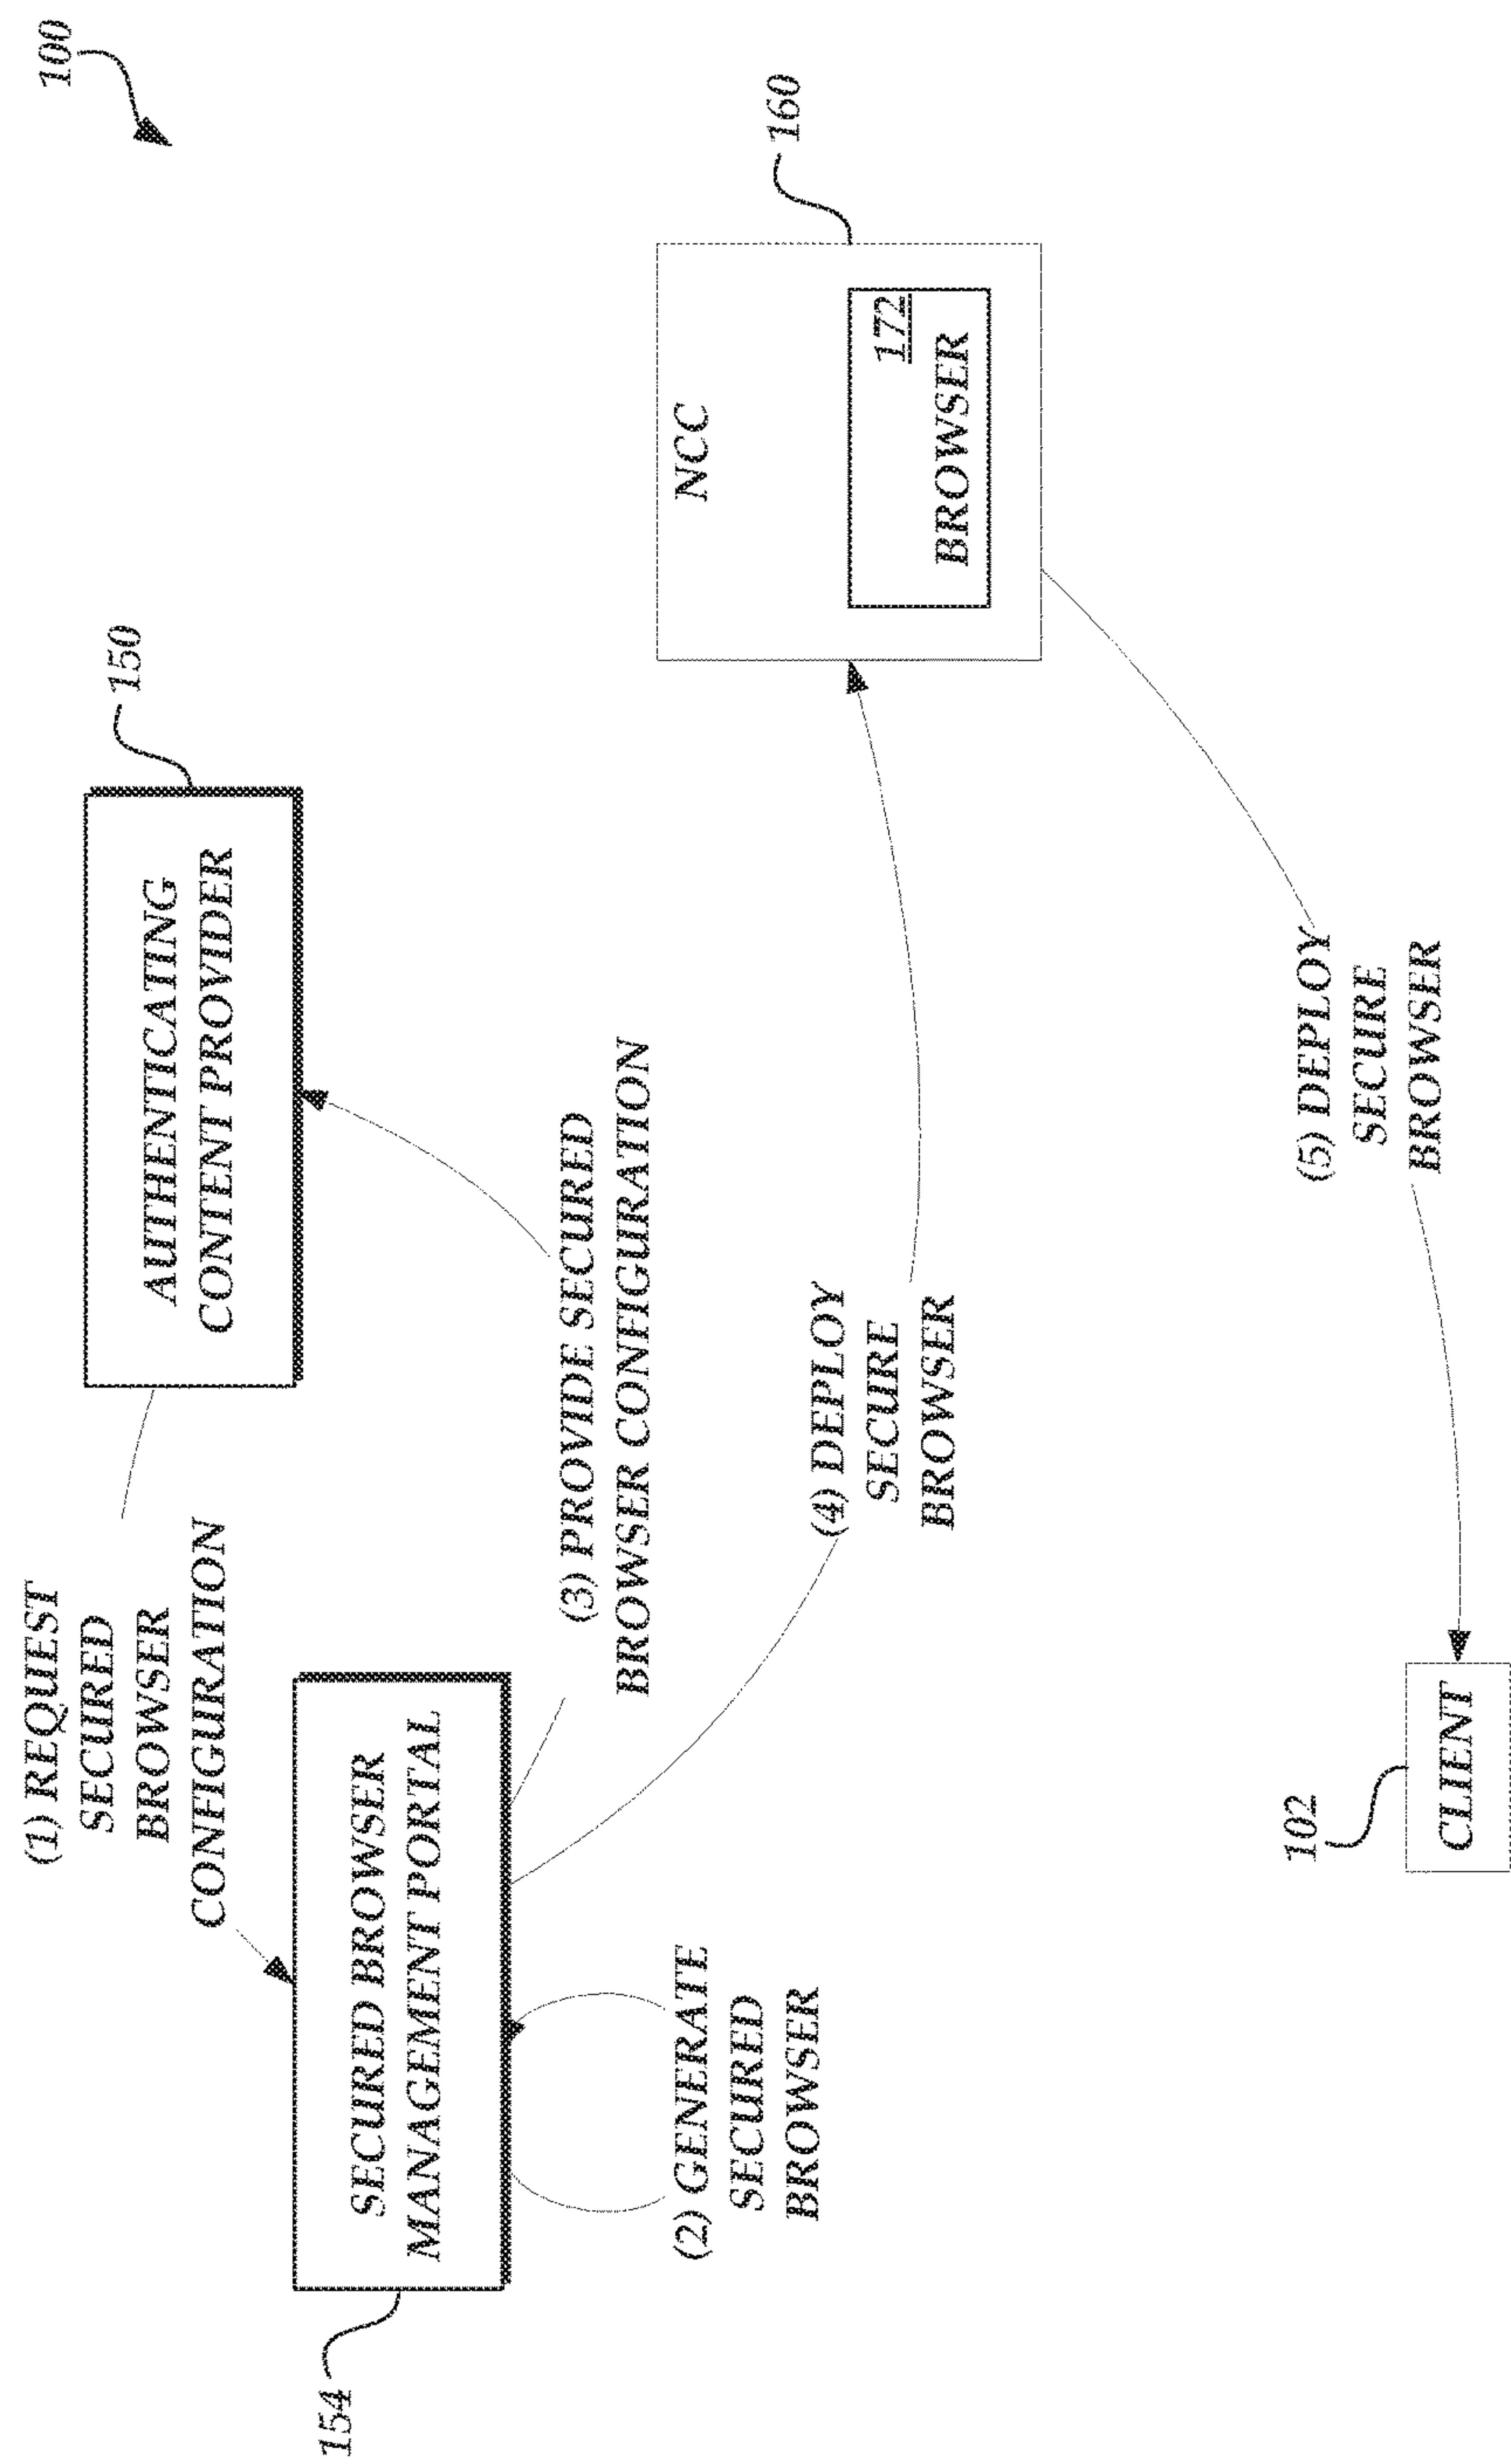 100
(1) REQUEST
SECURED
BROWSER
CONFIGURATION
AUTHENTICATING
CONTENT PROVIDER
150
154
SECURED BROWSER
MANAGEMENT PORTAL
(3) PROVIDE SECURED
BROWSER CONFIGURATION
(2) GENERATE
SECURED
BROWSER
(4) DEPLOY
SECURE
BROWSER
NCC
160
172
BROWSER
(5) DEPLOY
SECURE
BROWSER
102
CLIENT